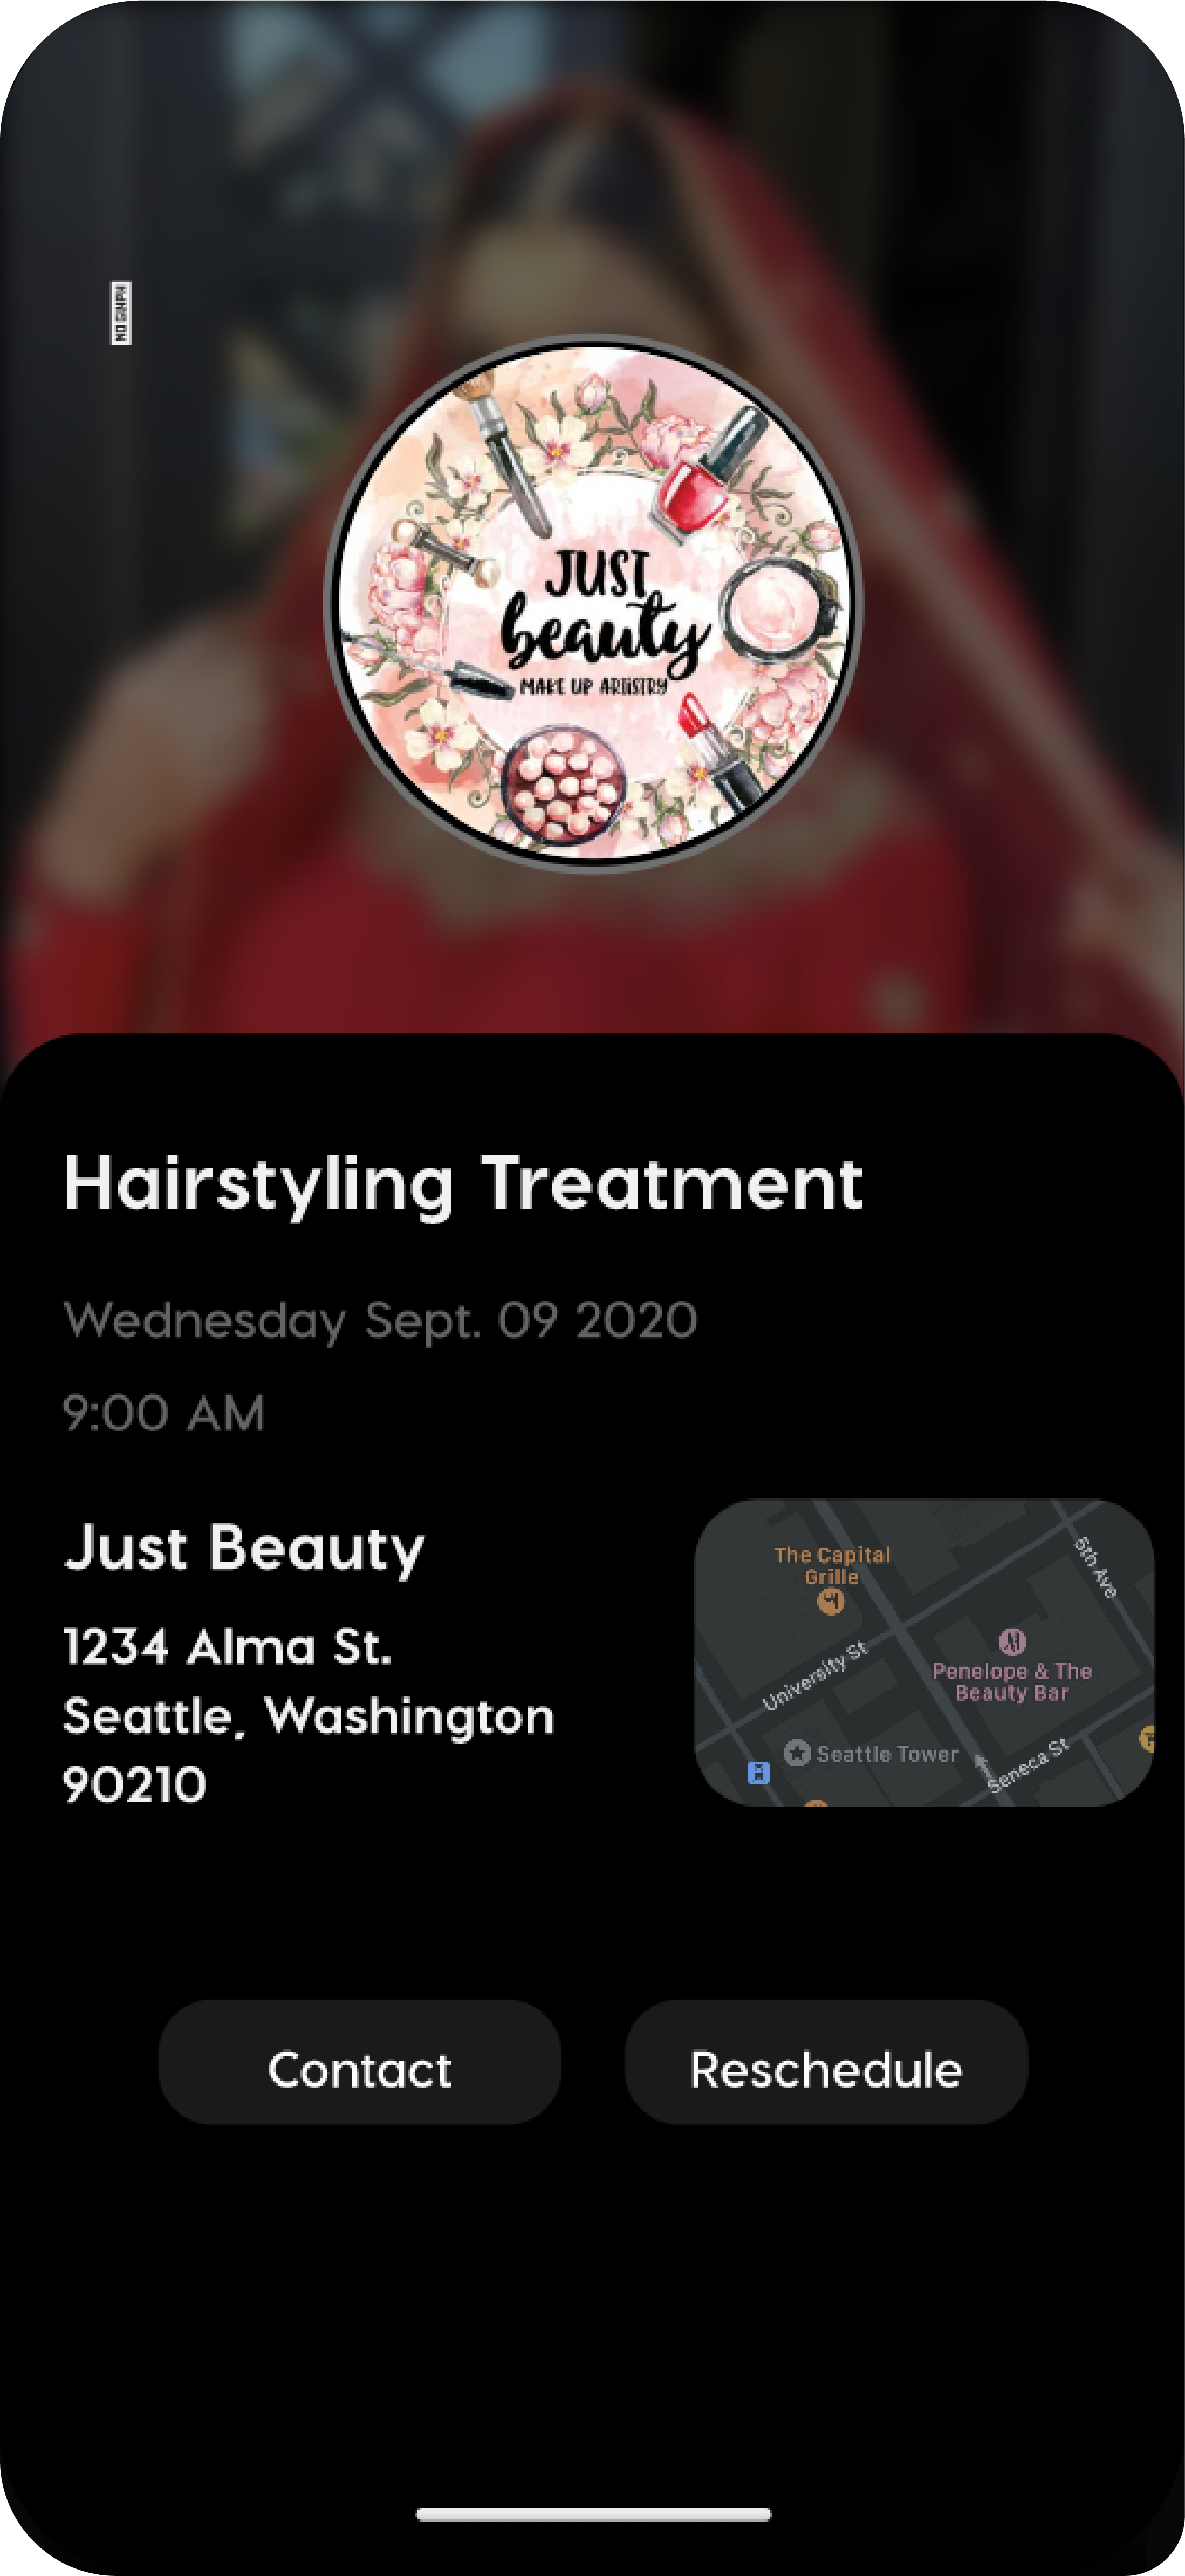 JUST
beauty
MAKE UP ARTISTRY
Hairstyling Treatment
Wednesday Sept. 09 2020
9:00 AM
Just Beauty
1234 Alma St.
Seattle, Washington
90210
The Capital
Grille
5th Ave
University St
Penelope & The
Beauty Bar
Seattle Tower
Seneca St
Contact
Reschedule